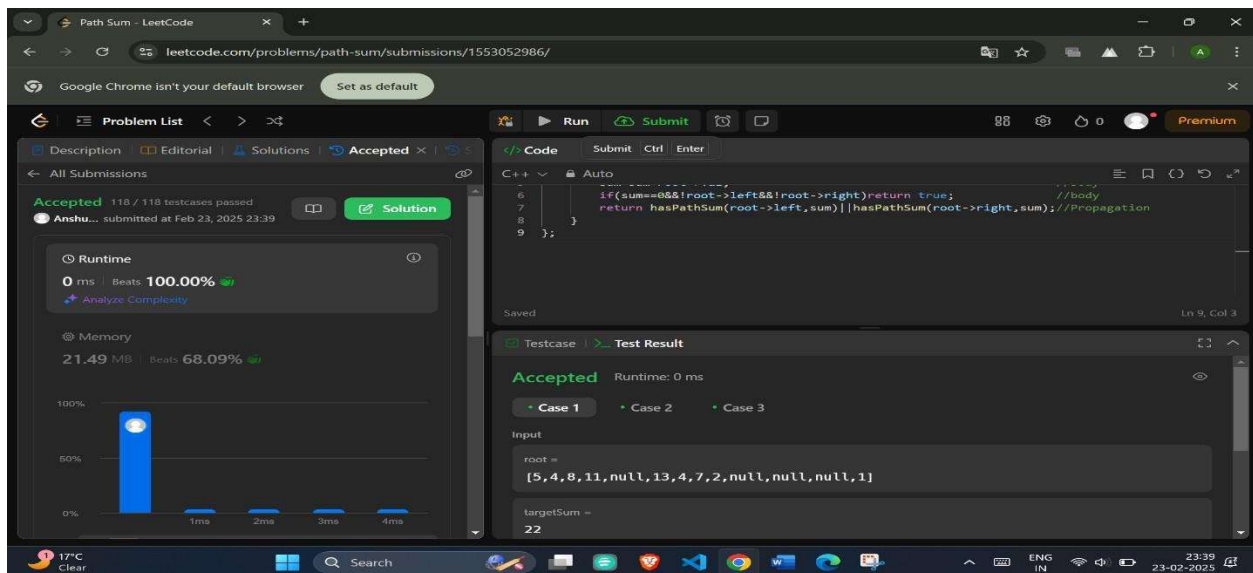 Path Sum - LeetCode
leetcode.com/problems/path-sum/submissions/1553052986/
A
Google Chrome isn't your default browser Set as default
Problem List Run Submit 0 Premium
Description Editorial Solutions Accepted
All Submissions
Accepted 118 / 118 testcases passed
Anshu... submitted at Feb 23, 2025 23:39
Solution
Runtime
0 ms Beats 100.00%
Analyze Complexity
Memory
21.49 MB Beats 68.09%
100%
50%
0%
1ms 2ms 3ms 4ms
</> Code Submit Ctrl Enter
C++ Auto
6 if(sum==0&&!root->left&&!root->right)return true; //body
7 return hasPathSum(root->left,sum)||hasPathSum(root->right,sum);//Propagation
8 }
9 };
Saved Ln 9, Col 3
Testcase >_ Test Result
Accepted Runtime: 0 ms
Case 1 Case 2 Case 3
Input
root =
[5,4,8,11,null,13,4,7,2,null,null,null,1]
targetSum =
22
1 17°C
Clear
Search
ENG
IN
23:39
23-02-2025